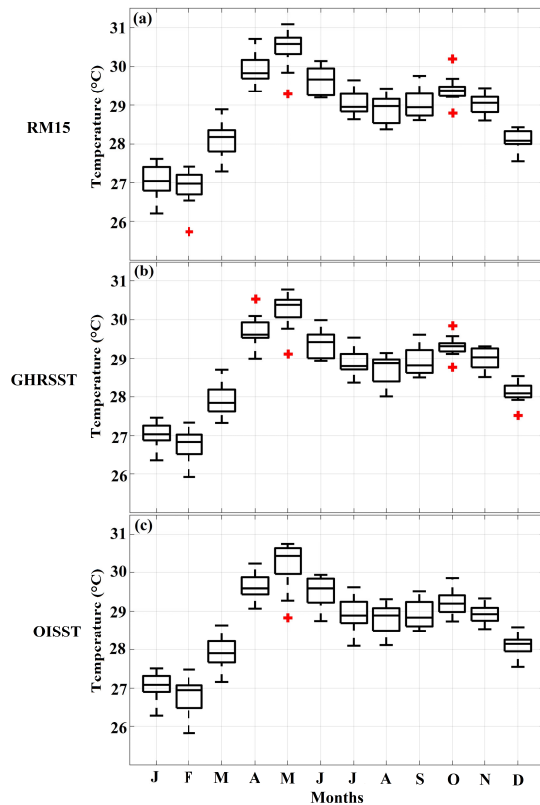 (a)
31
30
29
28
27
26
Temperature (°C)
RM15
(b)
31
30
29
28
27
26
Temperature (°C)
GHRSST
(c)
31
30
29
28
27
26
Temperature (°C)
OISST
J F M A M J J A S O N D
Months